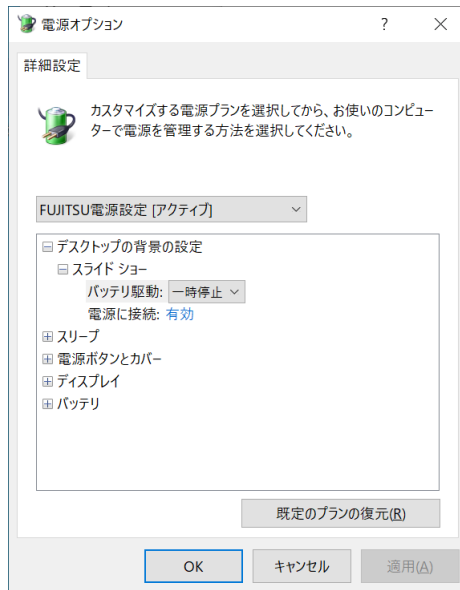 電源オプション
詳細設定
カスタマイズする電源プランを選択してから、お使いのコンピュー
ターで電源を管理する方法を選択してください。
FUJITSU電源設定 [アクティブ]
デスクトップの背景の設定
スライド ショー
バッテリ駆動: 一時停止
電源に接続: 有効
スリープ
電源ボタンとカバー
ディスプレイ
バッテリ
既定のプランの復元(R)
OK キャンセル 適用(A)